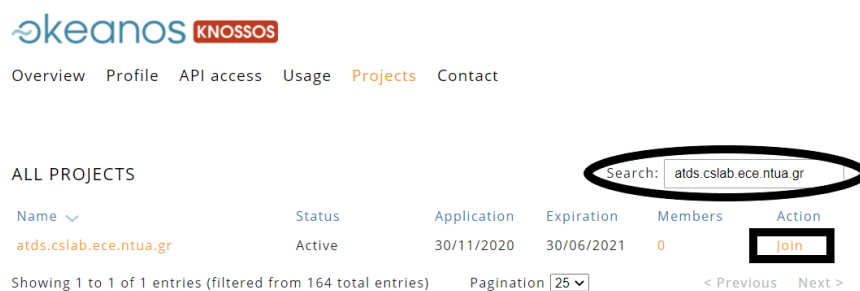 okeanos KNOSSOS
Overview Profile API access Usage Projects Contact
ALL PROJECTS Search: atds.cslab.ece.ntua.gr
Name Status Application Expiration Members Action
atds.cslab.ece.ntua.gr Active 30/11/2020 30/06/2021 0 Join
Showing 1 to 1 of 1 entries (filtered from 164 total entries) Pagination 25 < Previous Next >